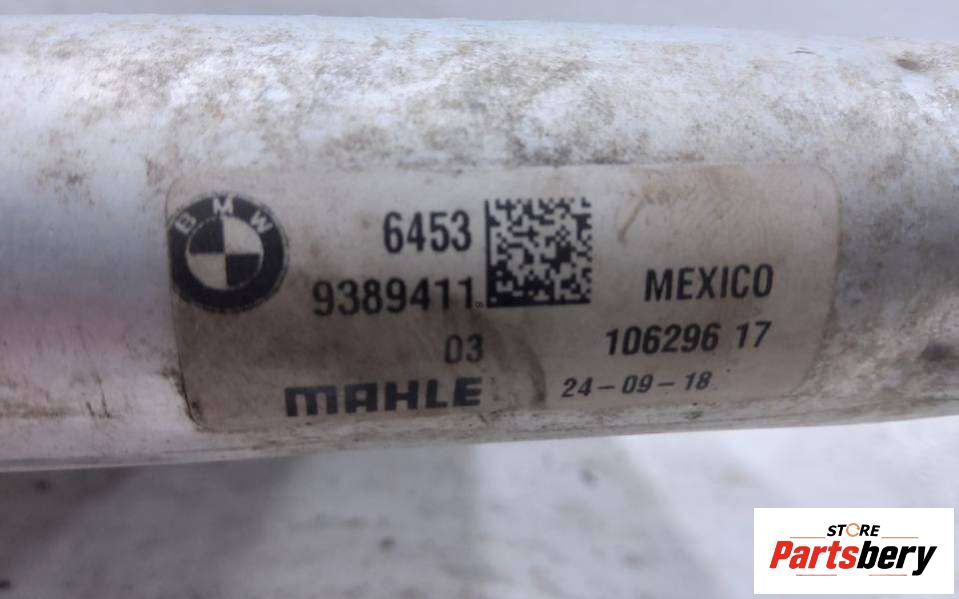 BMW
6453
9389411
03
MAHLE
MEXICO
106296 17
24-09-18
STORE
Partsbery